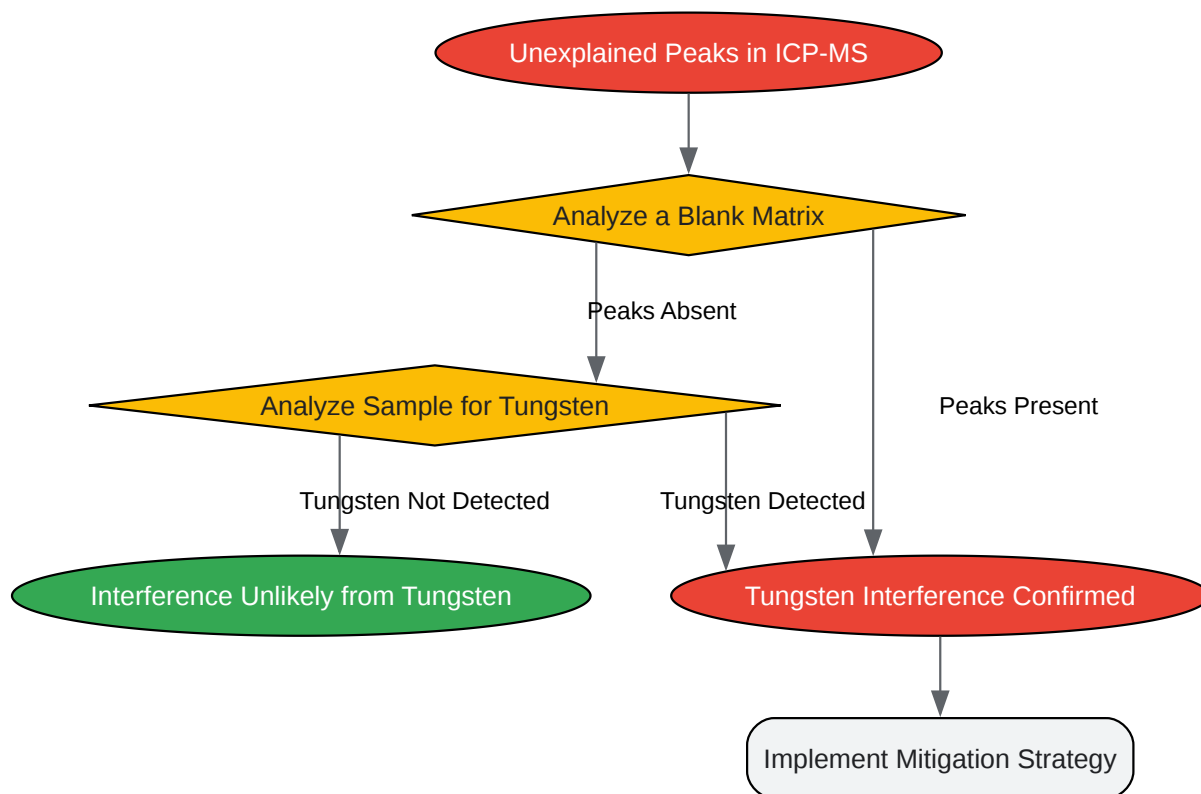 Unexplained Peaks in ICP-MS
Analyze a Blank Matrix
Peaks Absent
Analyze Sample for Tungsten
Peaks Present
Tungsten Not Detected
Tungsten Detected
Interference Unlikely from Tungsten
Tungsten Interference Confirmed
Implement Mitigation Strategy